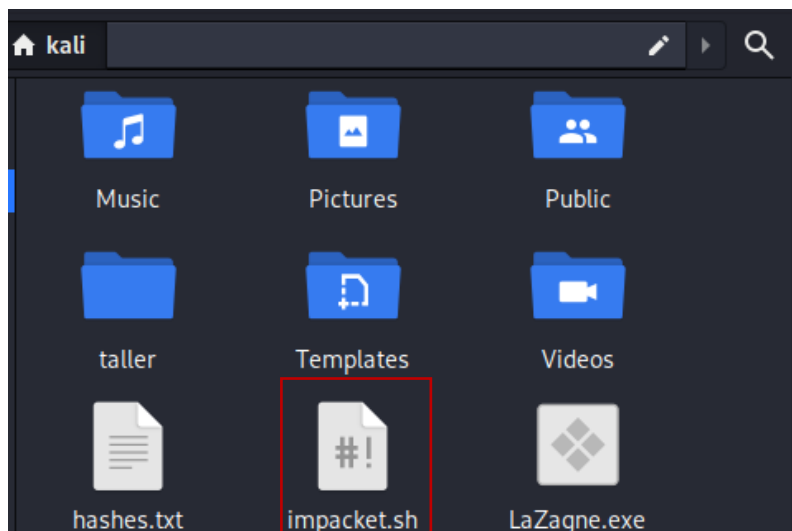 kali
Music Pictures Public
taller Templates Videos
#!
hashes.txt impacket.sh LaZagne.exe